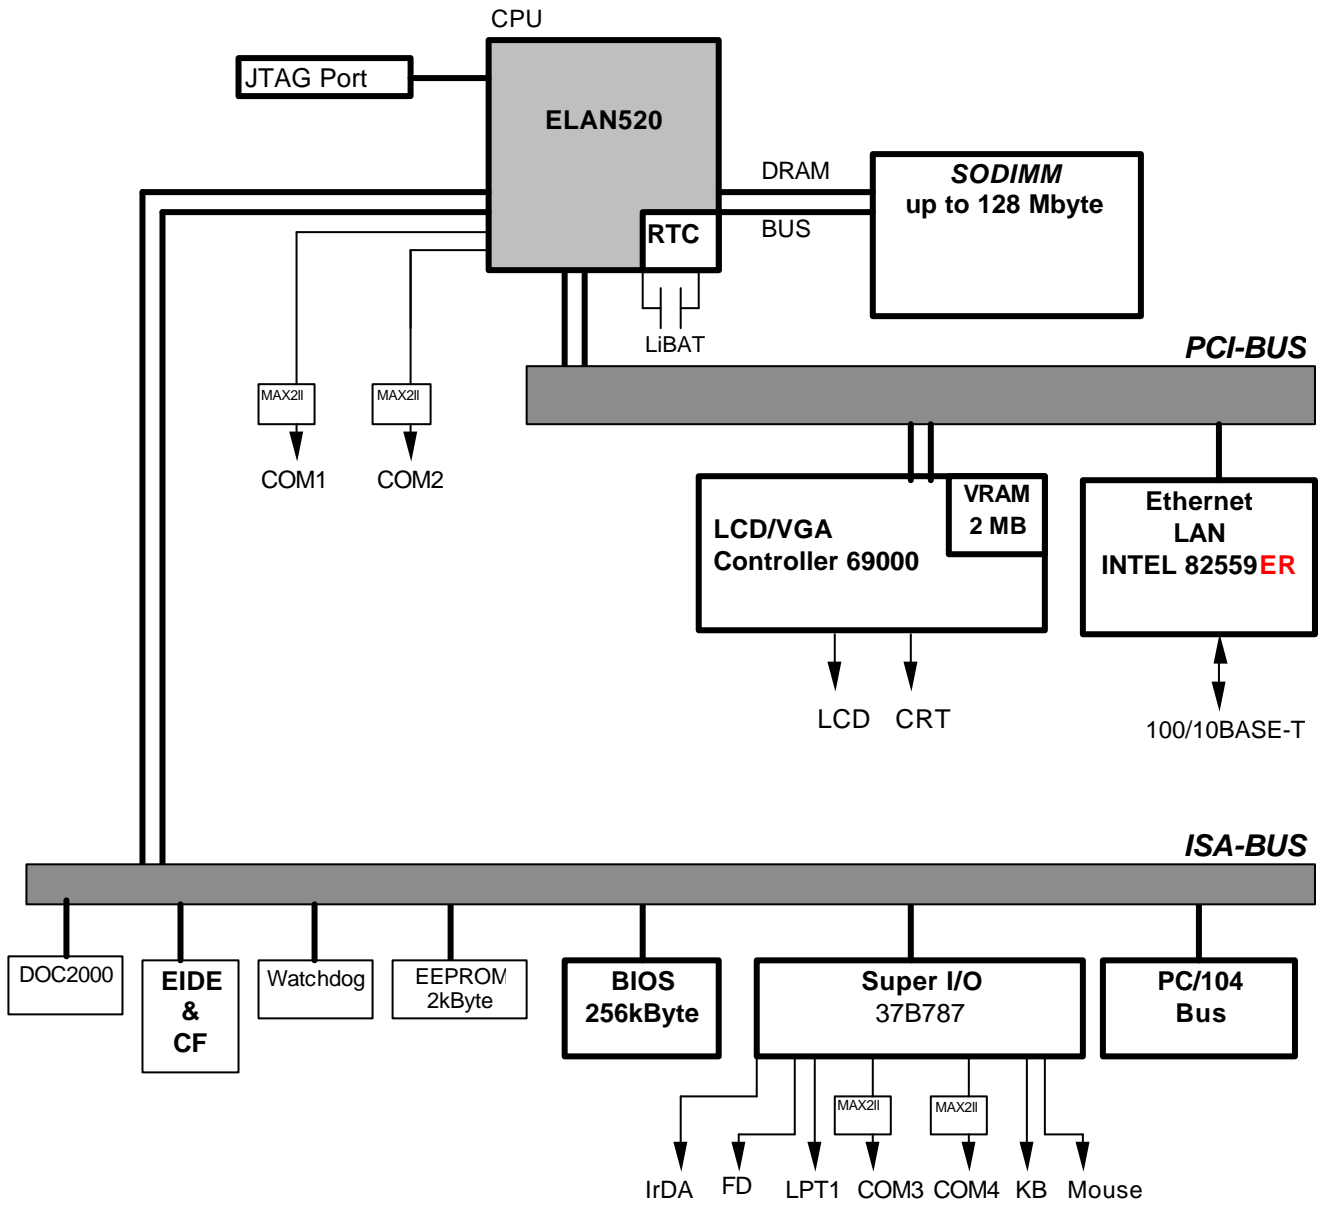 CPU
JTAG Port
ELAN520
DRAM
SODIMM
up to 128 Mbyte
RTC
BUS
LiBAT
PCI-BUS
MAX2II
MAX2II
COM1
COM2
VRAM
2 MB
LCD/VGA
Controller 69000
Ethernet
LAN
INTEL 82559ER
LCD
CRT
100/10BASE-T
ISA-BUS
DOC2000
EIDE
&
CF
Watchdog
EEPROM
2kByte
BIOS
256kByte
Super I/O
37B787
PC/104
Bus
MAX2II
MAX2II
IrDA
FD
LPT1
COM3
COM4
KB
Mouse